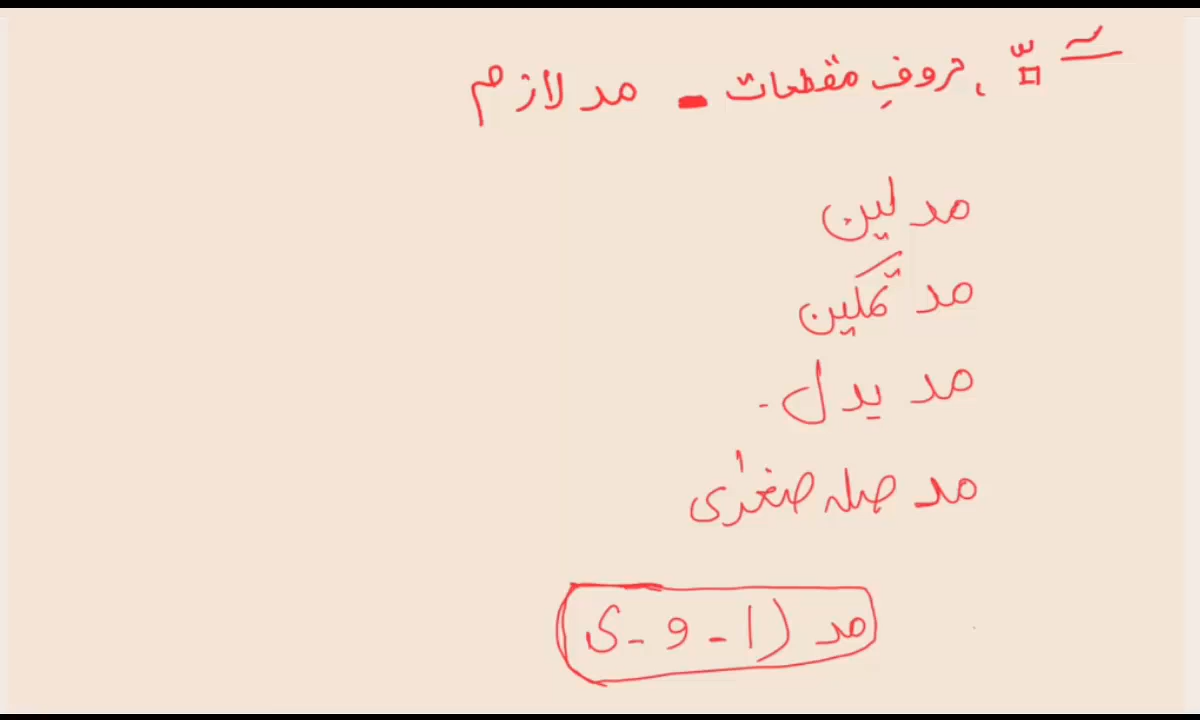 ، حروفِ مقطعات - مد لازم
مد لین
مد تمکین
مد بدل -
مد صلہ صغریٰ
مد (ا - و - ی